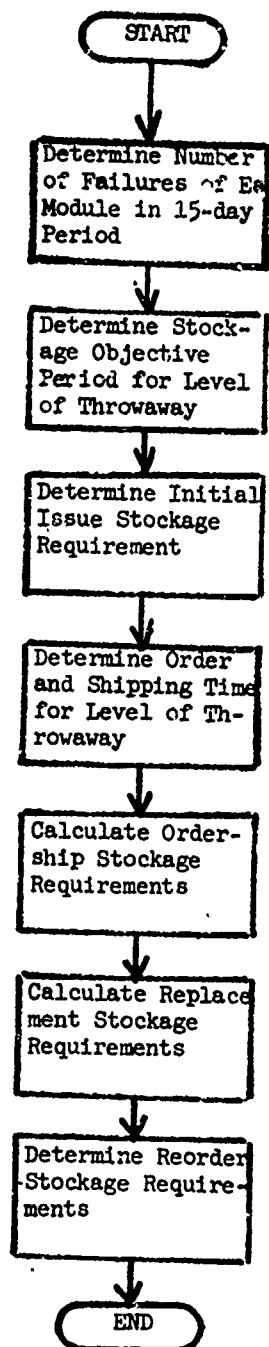 START
Determine Number
of Failures of Ea
Module in 15-day
Period
Determine Stock-
age Objective
Period for Level
of Throwaway
Determine Initial
Issue Stockage
Requirement
Determine Order
and Shipping Time
for Level of Th-
rowaway
Calculate Order-
ship Stockage
Requirements
Calculate Replace
ment Stockage
Requirements
Determine Reorder
Stockage Require-
ments
END